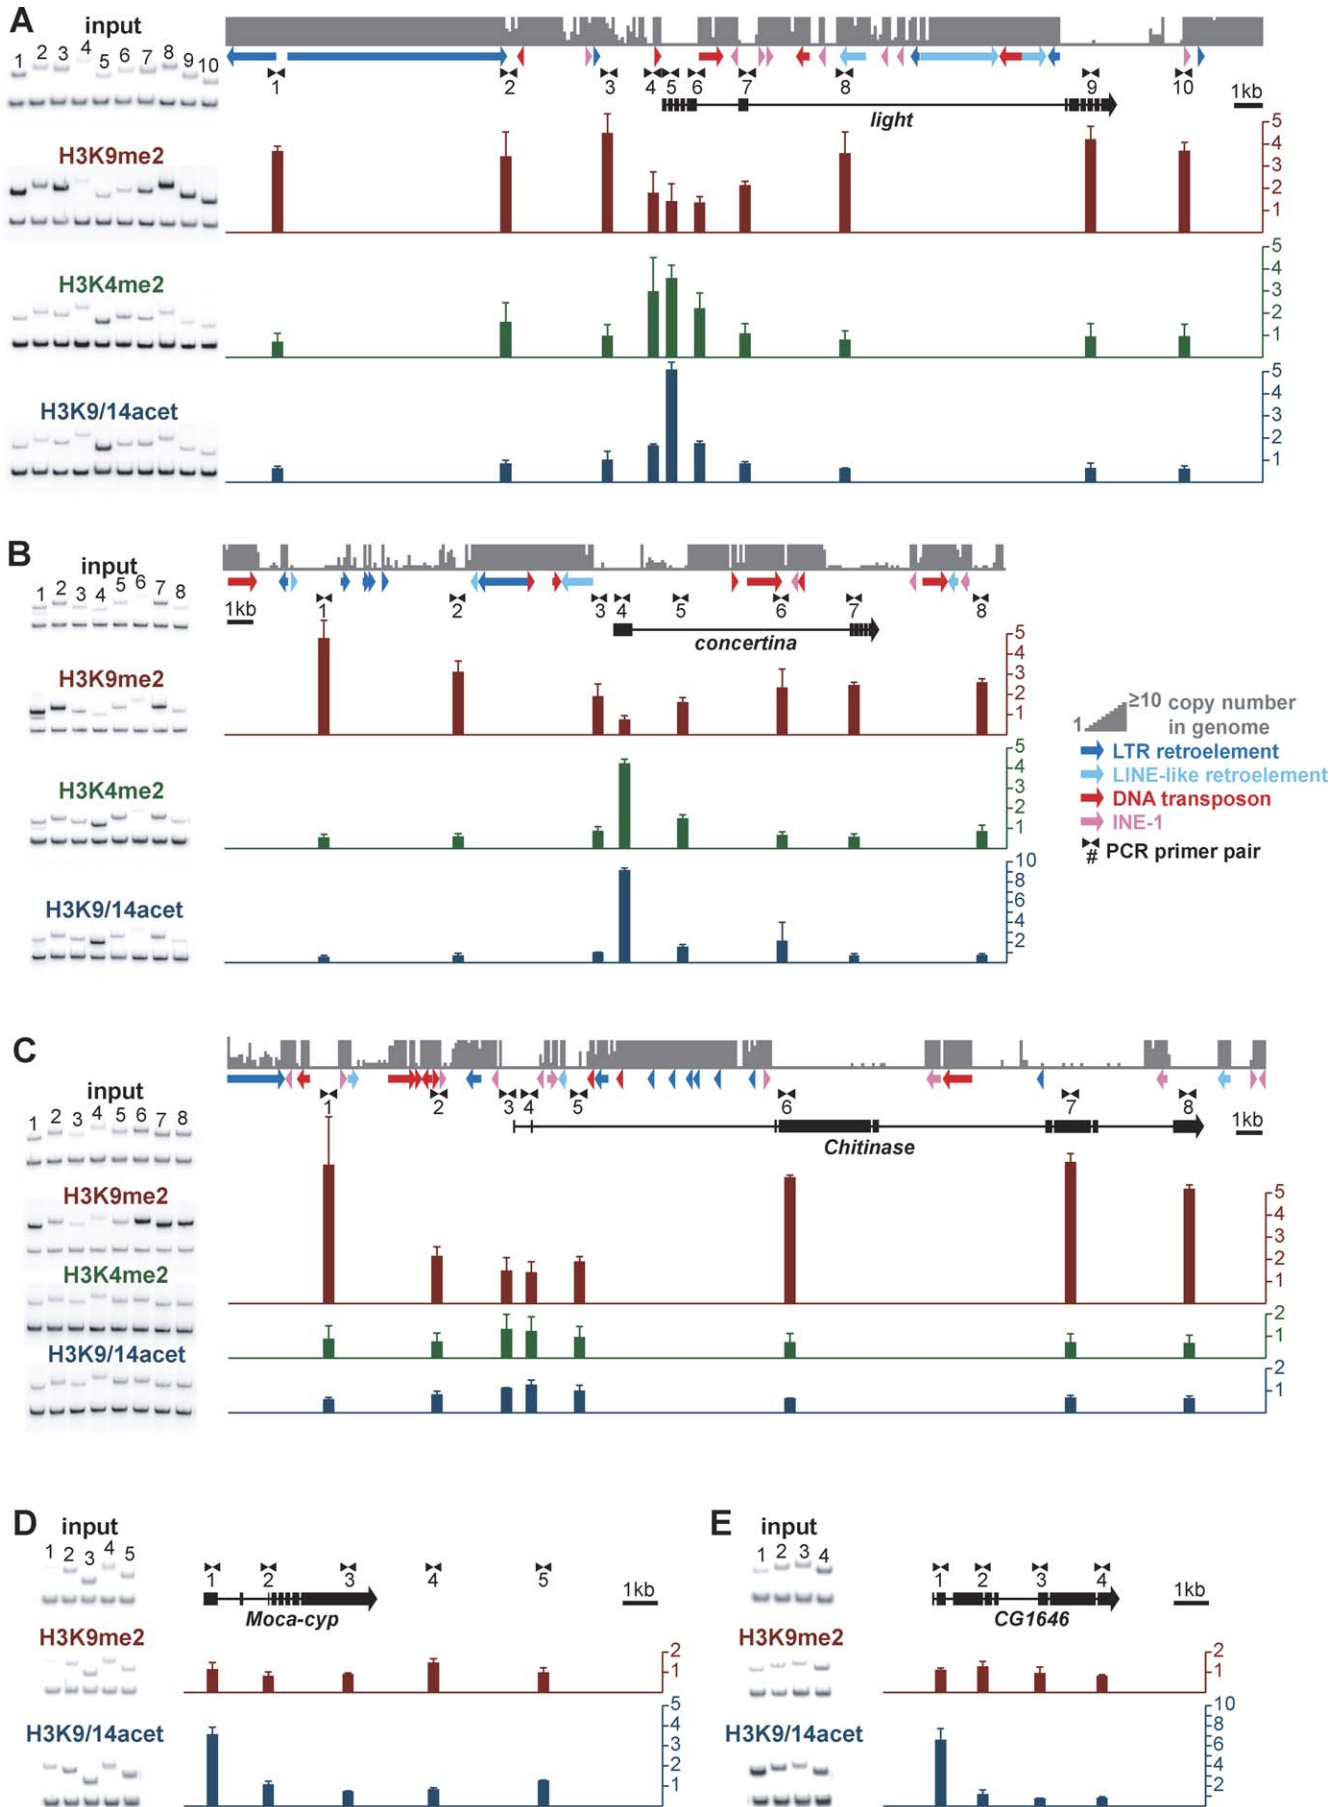 A
input
1 2 3 4 5 6 7 8 9 10
1 2 3 4 5 6 7 8 9 10
light
1kb
H3K9me2
5
4
3
2
1
H3K4me2
5
4
3
2
1
H3K9/14acet
5
4
3
2
1
B
input
1 2 3 4 5 6 7 8
1kb
1 2 3 4 5 6 7 8
concertina
H3K9me2
5
4
3
2
1
H3K4me2
5
4
3
2
1
H3K9/14acet
10
8
6
4
2
1 ≥10 copy number
in genome
LTR retroelement
LINE-like retroelement
DNA transposon
INE-1
# PCR primer pair
C
input
1 2 3 4 5 6 7 8
1 2 3 4 5 6 7 8
Chitinase
1kb
H3K9me2
5
4
3
2
1
H3K4me2
2
1
H3K9/14acet
2
1
D
input
1 2 3 4 5
1 2 3 4 5
Moca-cyp
1kb
H3K9me2
2
1
H3K9/14acet
5
4
3
2
1
E
input
1 2 3 4
1 2 3 4
CG1646
1kb
H3K9me2
2
1
H3K9/14acet
10
8
6
4
2